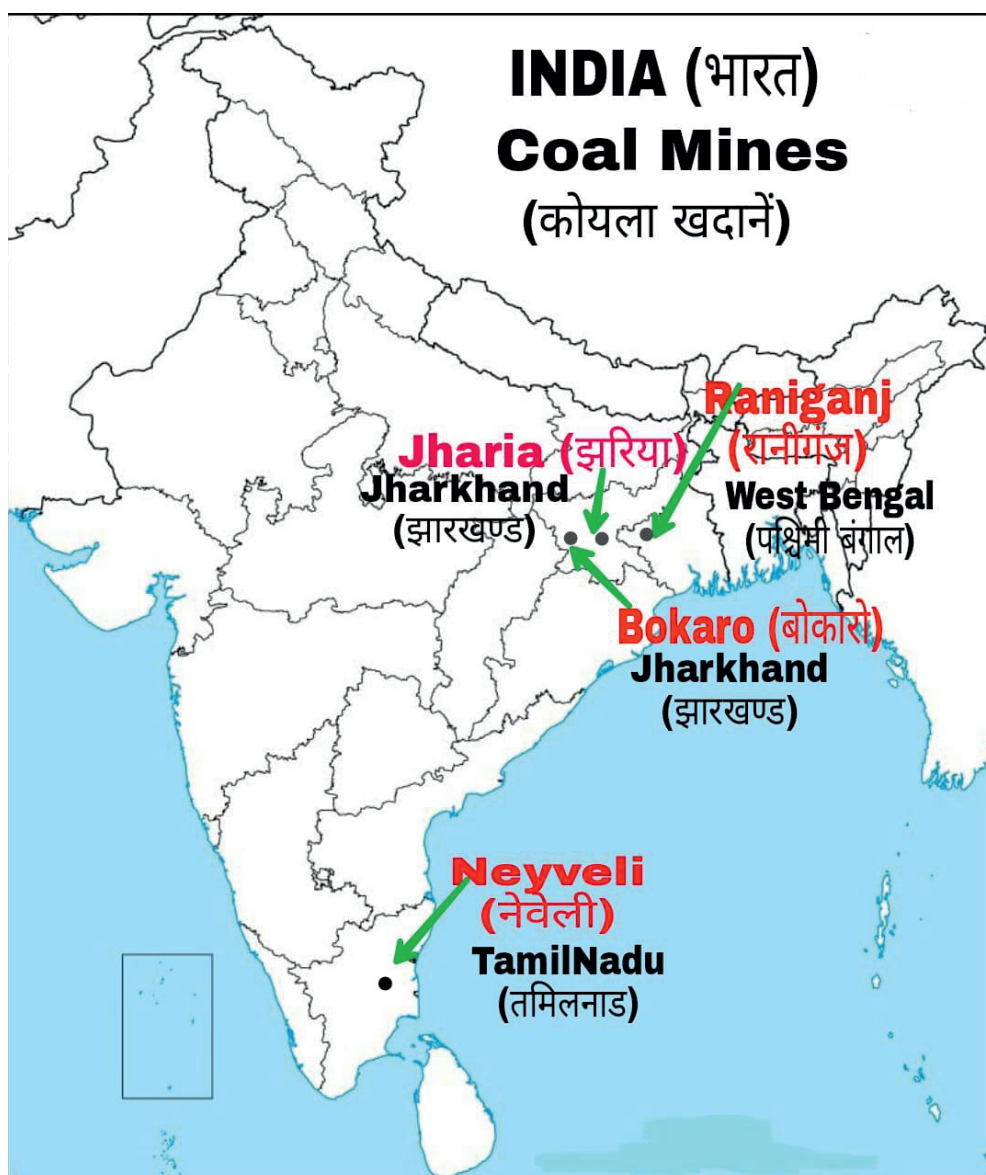 INDIA (भारत)
Coal Mines
(कोयला खदानें)
Raniganj
(रानीगंज)
West Bengal
(पश्चिमी बंगाल)
Jharia (झरिया)
Jharkhand
(झारखण्ड)
Bokaro (बोकारो)
Jharkhand
(झारखण्ड)
Neyveli
(नेवेली)
TamilNadu
(तमिलनाड)